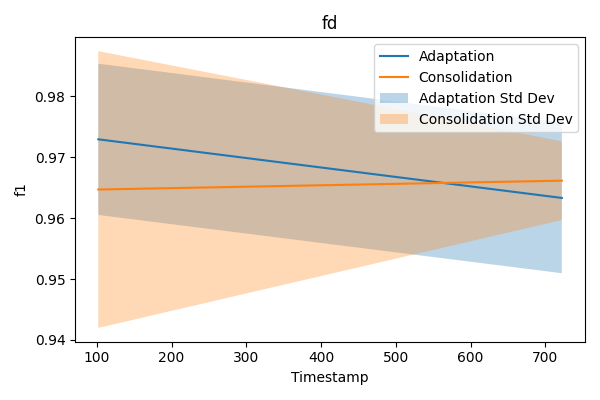 fd
Adaptation
Consolidation
Adaptation Std Dev
Consolidation Std Dev
f1
0.98
0.97
0.96
0.95
0.94
100 200 300 400 500 600 700
Timestamp